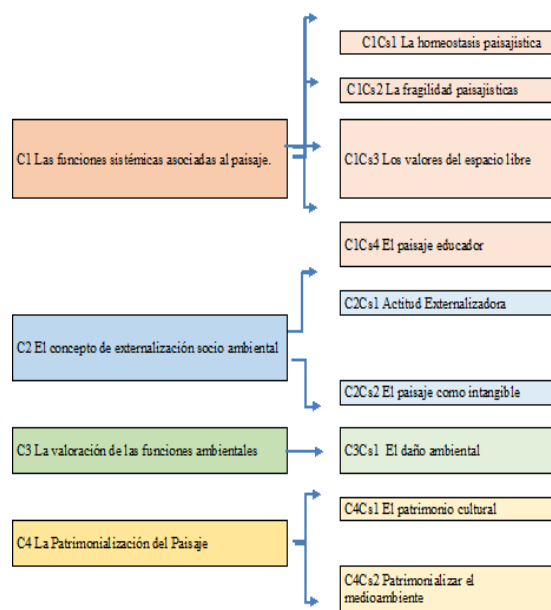 C1Cs1 La homeostasis paisajística
C1Cs2 La fragilidad paisajísticas
C1 Las funciones sistémicas asociadas al paisaje.
C1Cs3 Los valores del espacio libre
C1Cs4 El paisaje educador
C2Cs1 Actitud Externalizadora
C2 El concepto de externalización socio ambiental
C2Cs2 El paisaje como intangible
C3 La valoración de las funciones ambientales
C3Cs1 El daño ambiental
C4Cs1 El patrimonio cultural
C4 La Patrimonialización del Paisaje
C4Cs2 Patrimonializar el
medioambiente